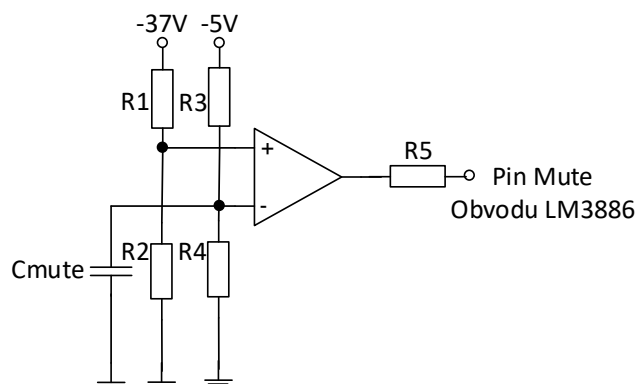 -37V
-5V
R1
R3
+
R5
Pin Mute
Obvodu LM3886
-
R2
R4
Cmute